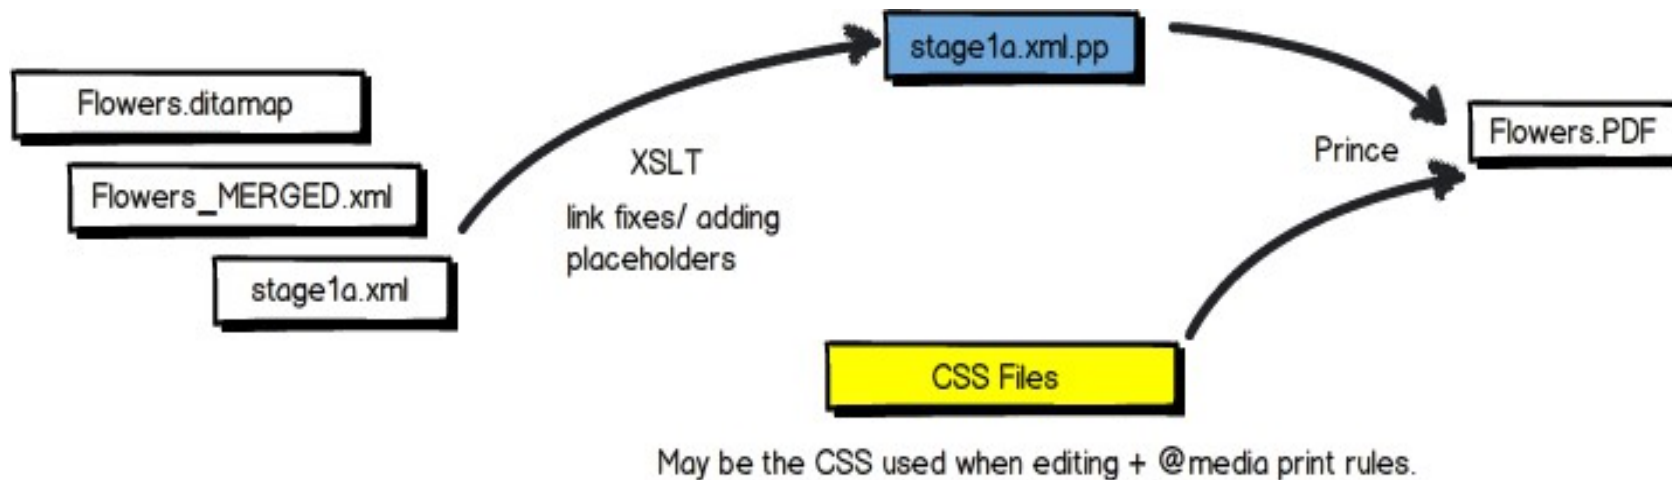 stage1a.xml.pp
Flowers.ditamap
Flowers.PDF
Prince
XSLT
Flowers_MERGED.xml
link fixes/ adding
placeholders
stage1a.xml
CSS Files
May be the CSS used when editing + @media print rules.